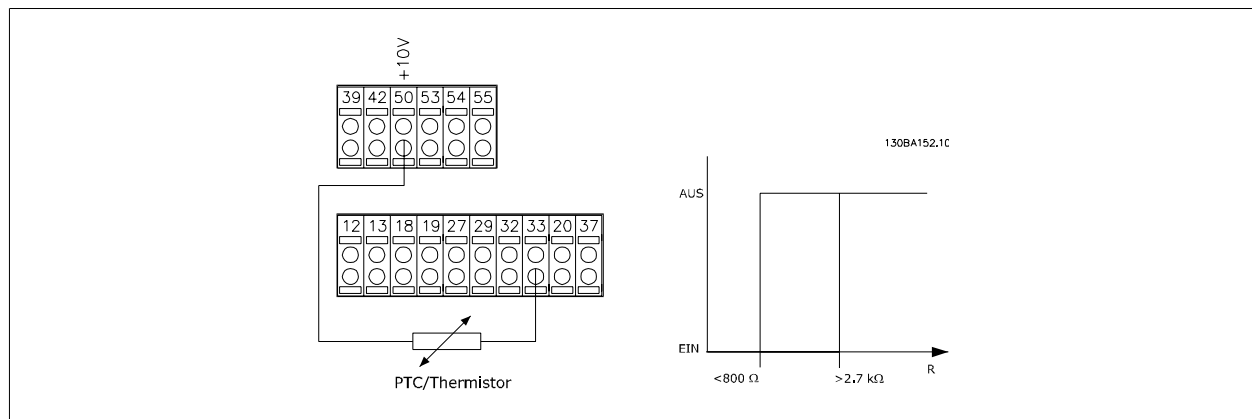 +10V
39 42 50 53 54 55
130BA152.10
AUS
12 13 18 19 27 29 32 33 20 37
EIN
R
<800 Ω >2.7 kΩ
PTC/Thermistor